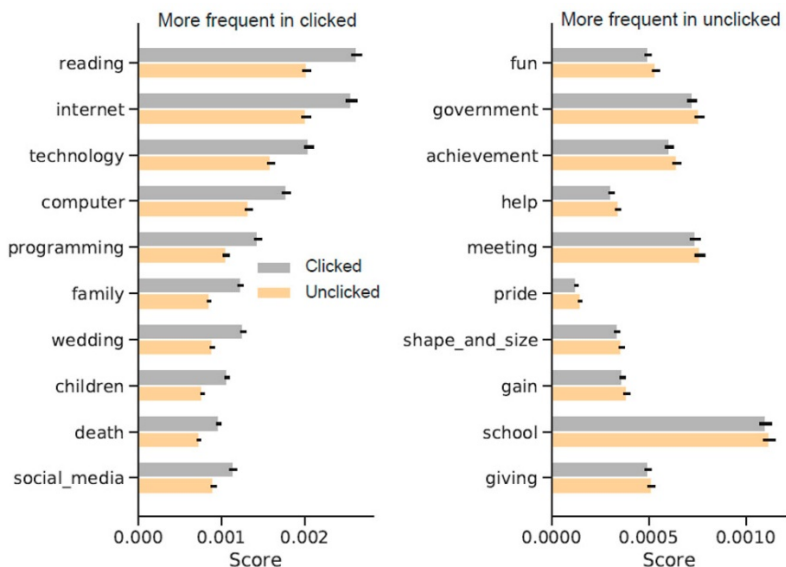 More frequent in clicked
reading
internet
technology
computer
programming
family
wedding
children
death
social_media
Clicked
Unclicked
0.000
0.001
0.002
Score
More frequent in unclicked
fun
government
achievement
help
meeting
pride
shape_and_size
gain
school
giving
0.0000
0.0005
0.0010
Score